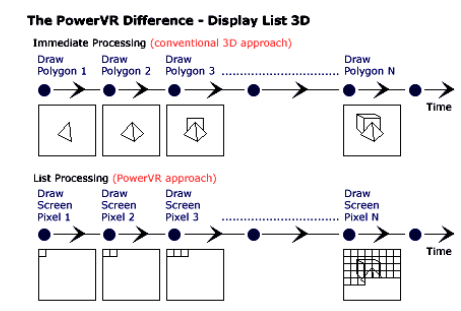 The PowerVR Difference - Display List 3D
Immediate Processing (conventional 3D approach)
Draw Draw Draw Draw
Polygon 1 Polygon 2 Polygon 3 ................................ Polygon N
Time
List Processing (PowerVR approach)
Draw Draw Draw Draw
Screen Screen Screen Screen
Pixel 1 Pixel 2 Pixel 3 ................................ Pixel N
Time